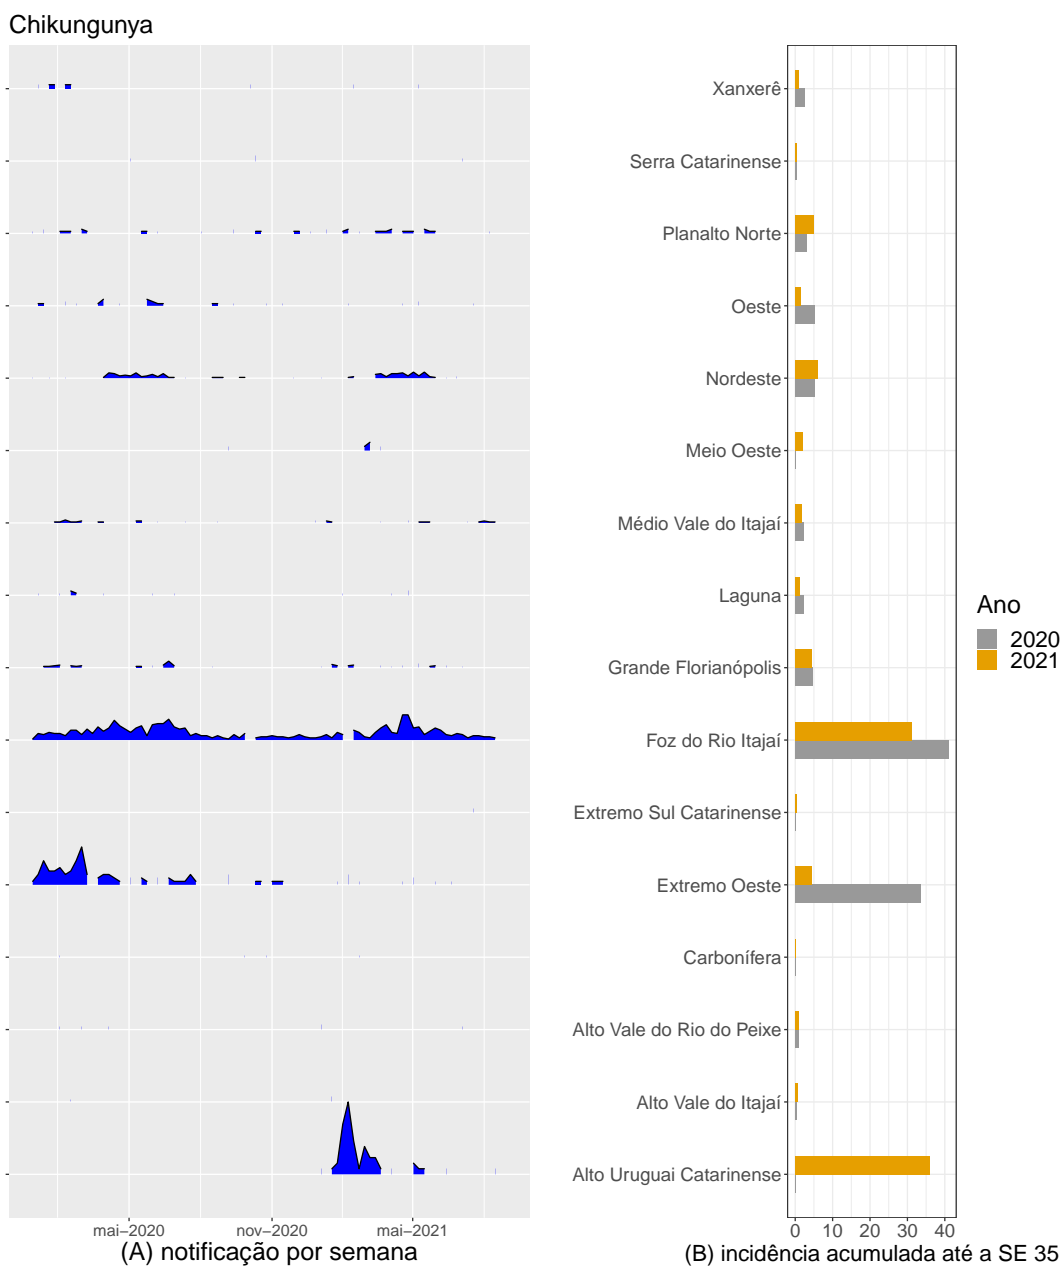 Chikungunya
Xanxerê
Serra Catarinense
Planalto Norte
Oeste
Nordeste
Meio Oeste
Médio Vale do Itajaí
Laguna
Grande Florianópolis
Foz do Rio Itajaí
Extremo Sul Catarinense
Extremo Oeste
Carbonífera
Alto Vale do Rio do Peixe
Alto Vale do Itajaí
Alto Uruguai Catarinense
Ano
2020
2021
mai−2020 nov−2020 mai−2021
(A) notificação por semana
0 10 20 30 40
(B) incidência acumulada até a SE 35